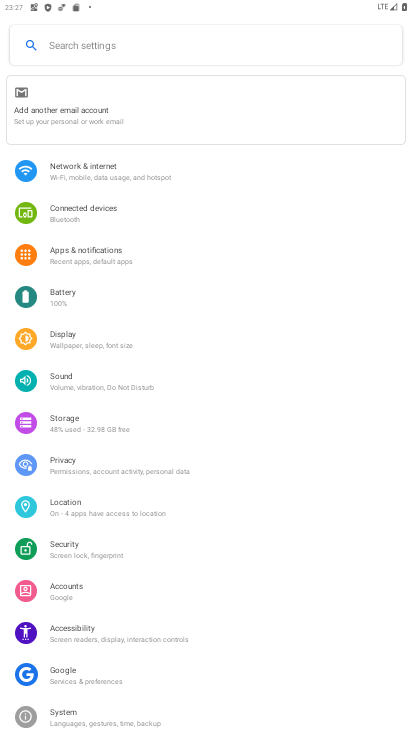 23:27
LTE
Search settings
Add another email account
Set up your personal or work email
Network & internet
Wi-Fi, mobile, data usage, and hotspot
Connected devices
Bluetooth
Apps & notifications
Recent apps, default apps
Battery
100%
Display
Wallpaper, sleep, font size
Sound
Volume, vibration, Do Not Disturb
Storage
48% used - 32.98 GB free
Privacy
Permissions, account activity, personal data
Location
On - 4 apps have access to location
Security
Screen lock, fingerprint
Accounts
Google
Accessibility
Screen readers, display, interaction controls
Google
Services & preferences
System
Languages, gestures, time, backup